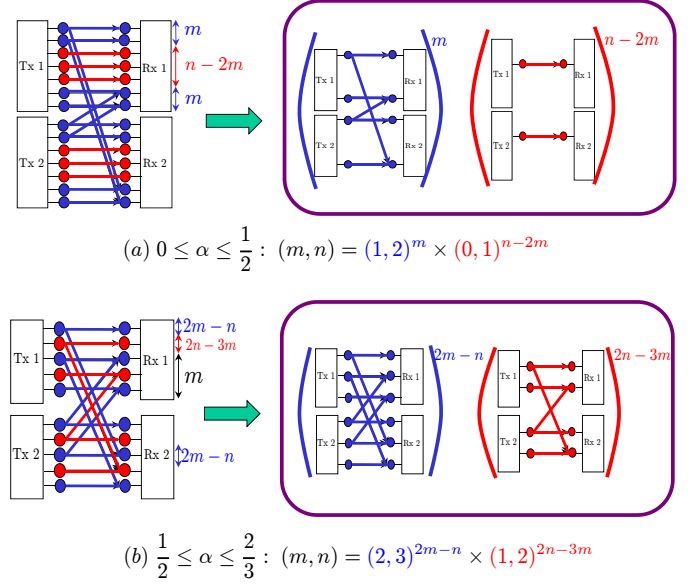 m
n − 2m
m
Tx 1
Rx 1
Tx 2
Rx 2
m
n − 2m
Tx 1
Rx 1
Tx 1
Rx 1
Tx 2
Rx 2
Tx 2
Rx 2
(a) 0 ≤ α ≤ 1/2 : (m, n) = (1, 2)^m × (0, 1)^{n−2m}
2m − n
2n − 3m
m
Tx 1
Rx 1
Tx 2
Rx 2
2m − n
2m − n
2n − 3m
Tx 1
Rx 1
Tx 1
Rx 1
Tx 2
Rx 2
Tx 2
Rx 2
(b) 1/2 ≤ α ≤ 2/3 : (m, n) = (2, 3)^{2m−n} × (1, 2)^{2n−3m}